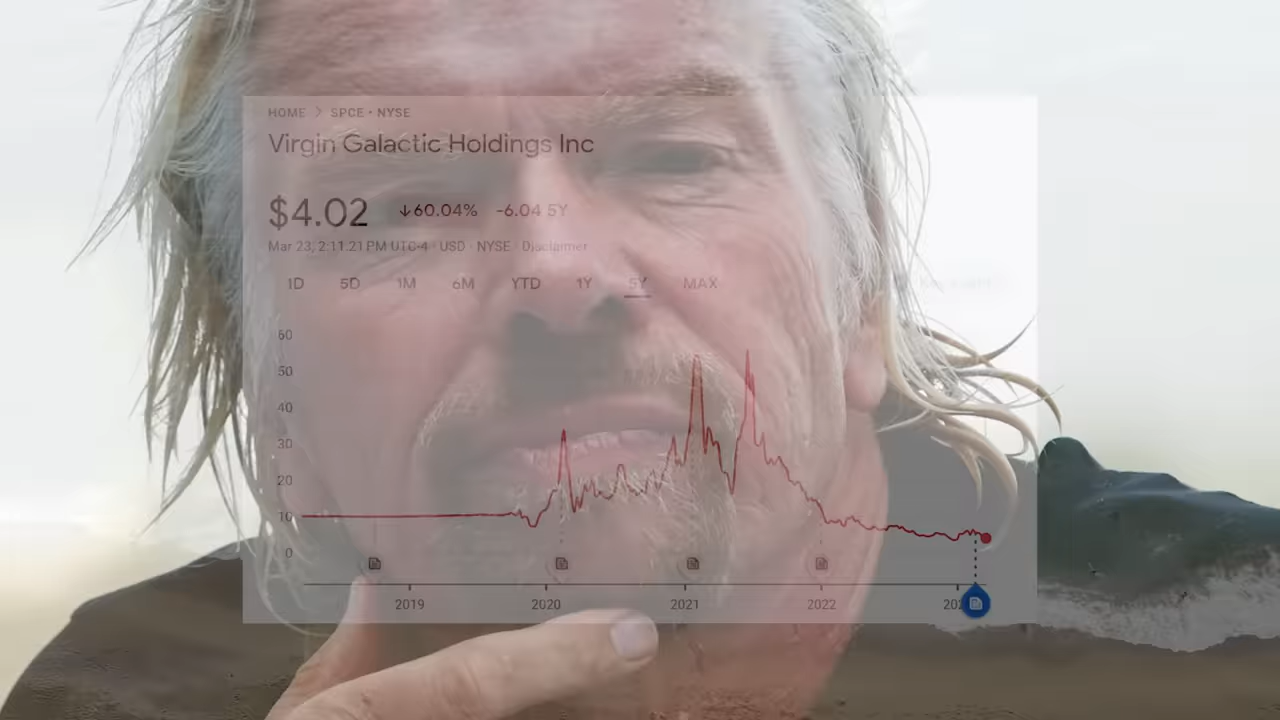 HOME > SPCE • NYSE
Virgin Galactic Holdings Inc
$4.02 ↓60.04% -6.04 5Y
Mar 23, 2:11:21 PM UTC-4 · USD · NYSE · Disclaimer
1D 5D 1M 6M YTD 1Y 5Y MAX
60
50
40
30
20
10
0
2019 2020 2021 2022